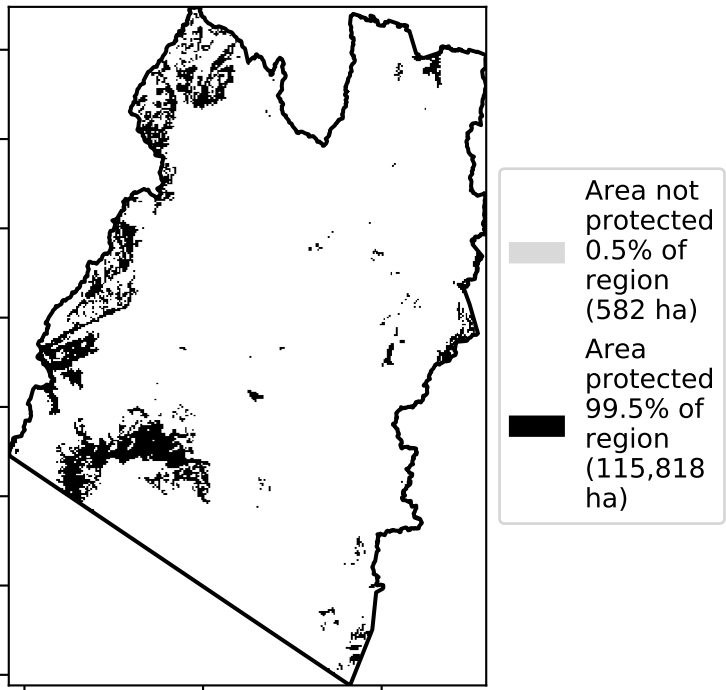 Area not
protected
0.5% of
region
(582 ha)
Area
protected
99.5% of
region
(115,818
ha)